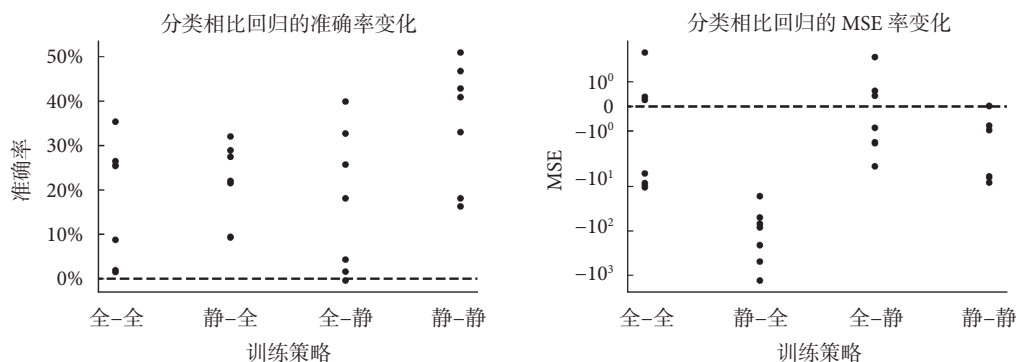 分类相比回归的准确率变化
50%
40%
30%
20%
10%
0%
准确率
全–全
静–全
全–静
静–静
训练策略
分类相比回归的 MSE 率变化
10⁰
0
−10⁰
−10¹
−10²
−10³
MSE
全–全
静–全
全–静
静–静
训练策略